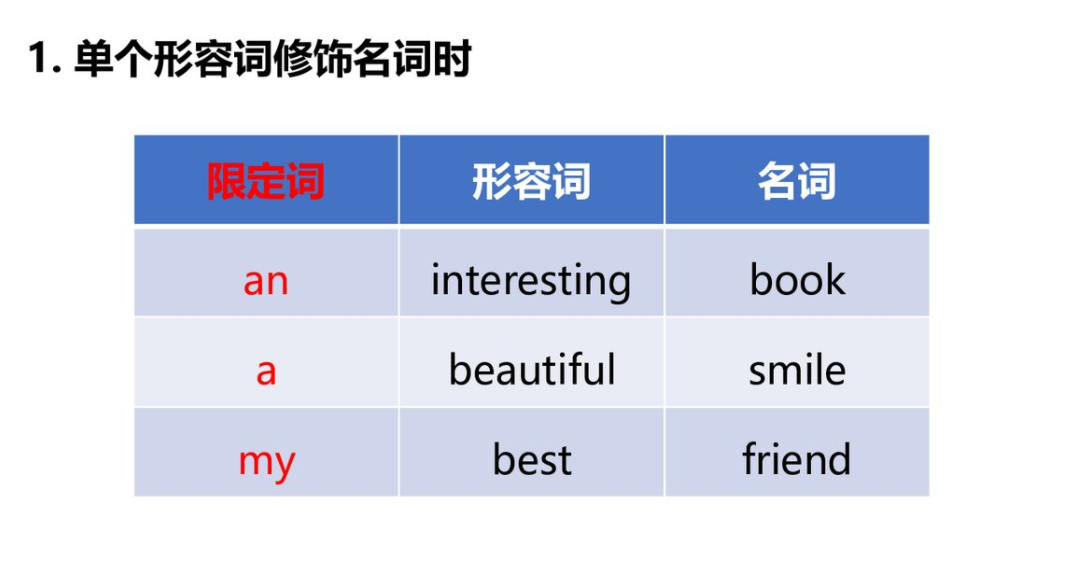 1. 单个形容词修饰名词时
限定词 形容词 名词
an interesting book
a beautiful smile
my best friend